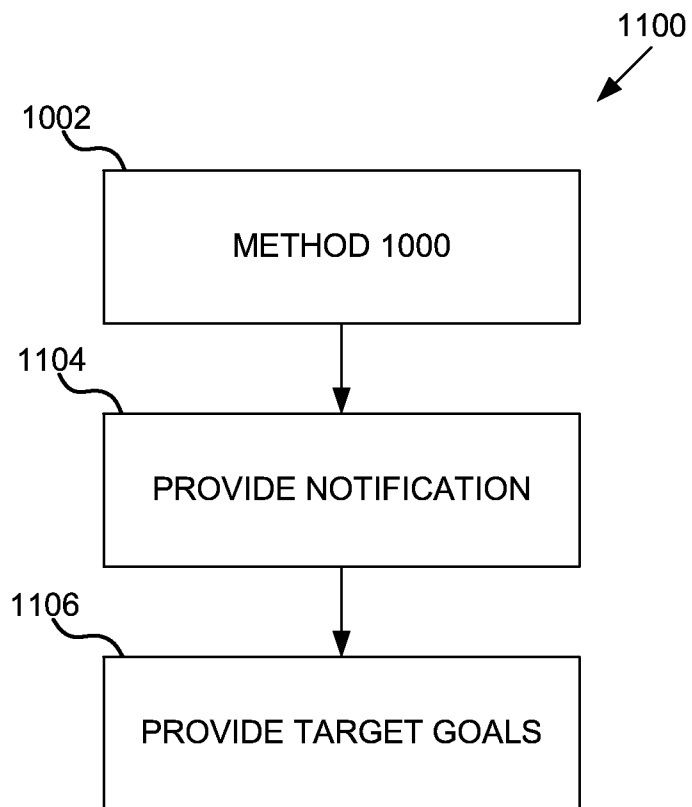 1100
1002
METHOD 1000
1104
PROVIDE NOTIFICATION
1106
PROVIDE TARGET GOALS